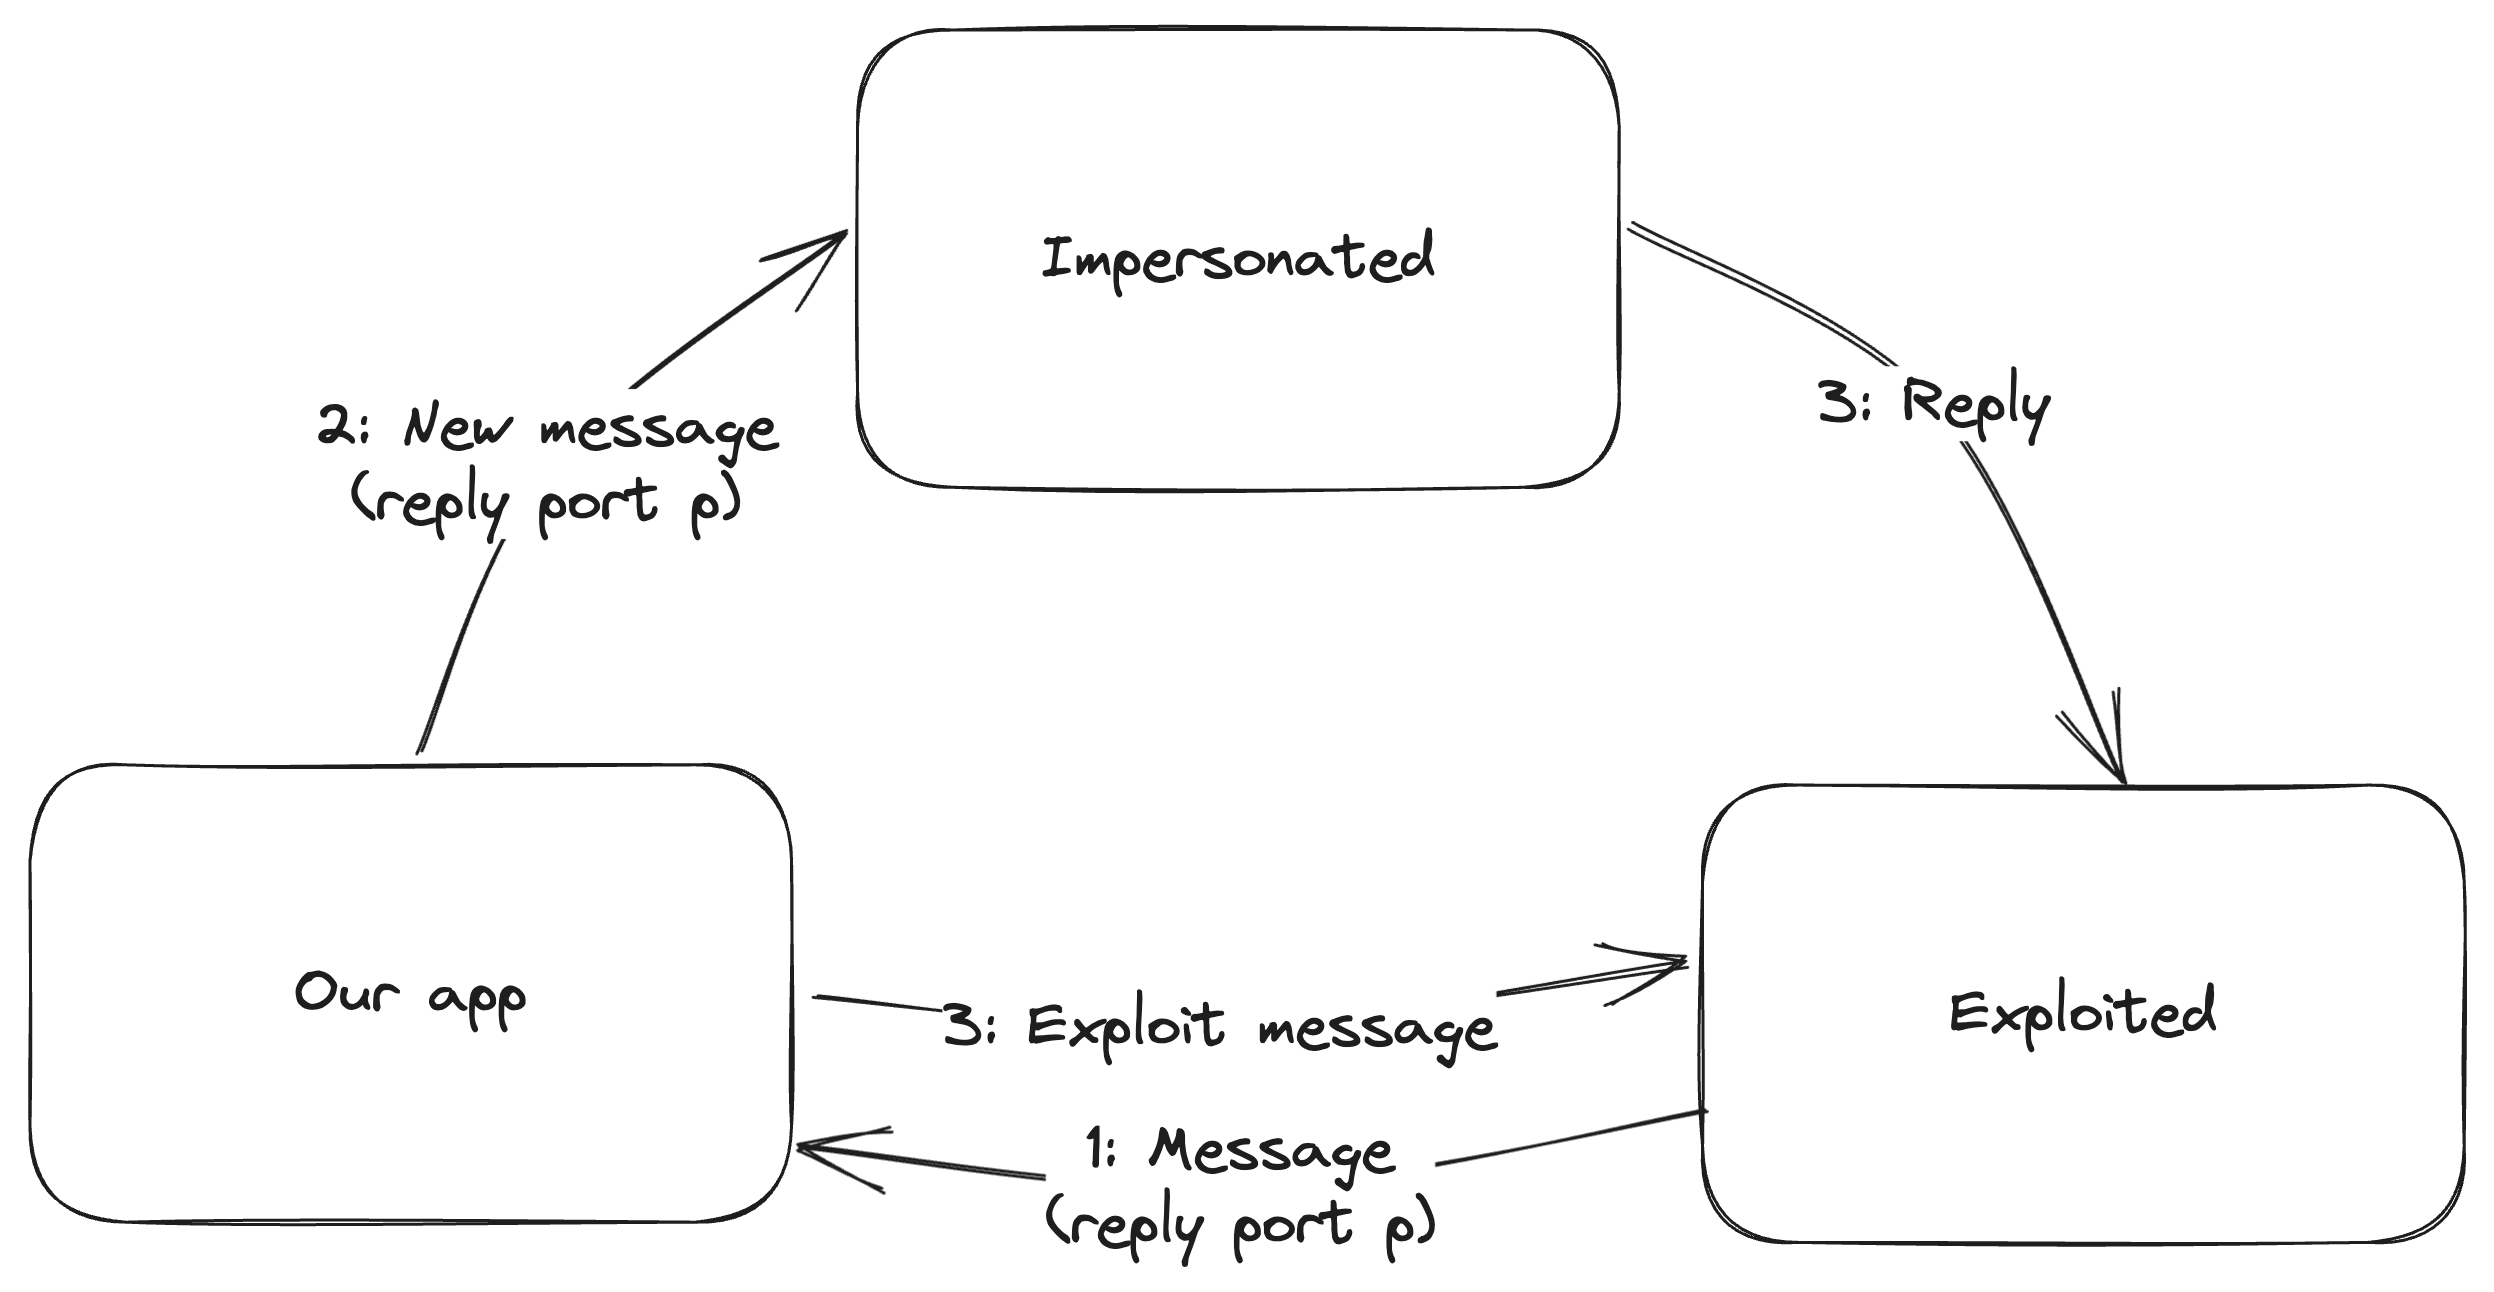 Impersonated
2: New message
(reply port p)
3: Reply
Our app
3: Exploit message
Exploited
1: Message
(reply port p)